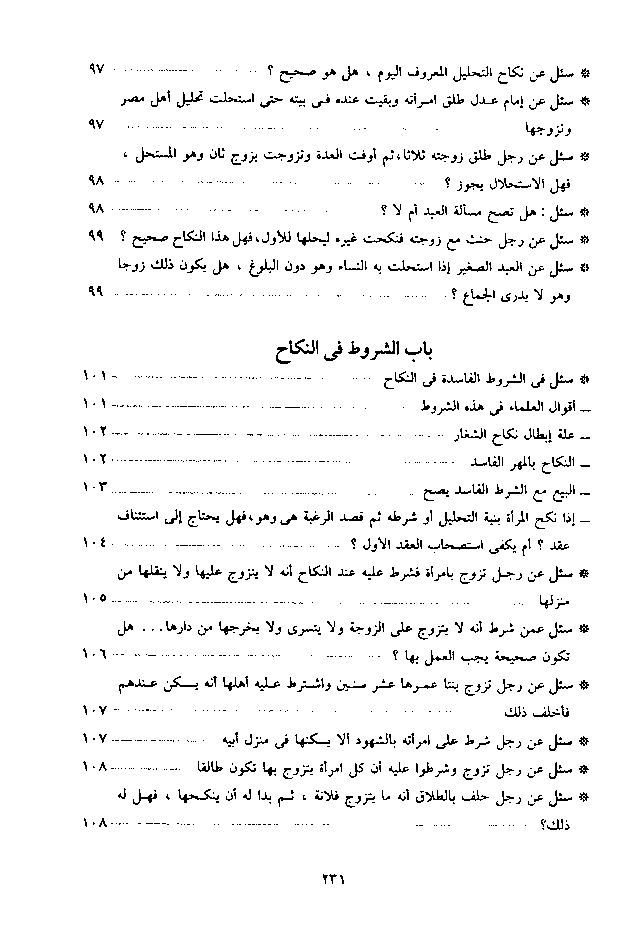 * سئل عن نكاح التحليل المعروف اليوم ، هل هو صحيح ؟ ٩٧
* سئل عن إمام عدل طلق امرأته وبقيت عنده فى بيته حتى استحلت تحليل أهل مصر
وتزوجها ٩٧
* سئل عن رجل طلق زوجته ثلاثا،ثم أوفت العدة وتزوجت بزوج ثان وهو المستحل ،
فهل الاستحلال يجوز ؟ ٩٨
* سئل : هل تصح مسألة العبد أم لا ؟ ٩٨
* سئل عن رجل حنث مع زوجته فنكحت غيره ليحلها للأول،فهل هذا النكاح صحيح ؟ ٩٩
* سئل عن العبد الصغير إذا استحلت به النساء وهو دون البلوغ ، هل يكون ذلك زوجا
وهو لا يدرى الجماع ؟ ٩٩
باب الشروط فى النكاح
* سئل فى الشروط الفاسدة فى النكاح ١٠١
ــ أقوال العلماء فى هذه الشروط ١٠١
ــ علة إبطال نكاح الشغار ١٠٢
ــ النكاح بالمهر الفاسد ١٠٢
ــ البيع مع الشرط الفاسد يصح ١٠٣
ــ إذا نكح المرأة بنية التحليل أو شرطه ثم قصد الرغبة هى وهو،فهل يحتاج إلى استئناف
عقد ؟ أم يكفى استصحاب العقد الأول ؟ ١٠٤
* سئل عن رجل تزوج بامرأة فشرط عليه عند النكاح أنه لا يتزوج عليها ولا ينقلها من
منزلها ١٠٥
* سئل عمن شرط أنه لا يتزوج على الزوجة ولا يتسرى ولا يخرجها من دارها... هل
تكون صحيحة يجب العمل بها ؟ ١٠٦
* سئل عن رجل تزوج بنتا عمرها عشر سنين واشترط عليه أهلها أنه يسكن عندهم
فأخلف ذلك ١٠٧
* سئل عن رجل شرط على امرأته بالشهود ألا يسكنها فى منزل أبيه ١٠٧
* سئل عن رجل تزوج وشرطوا عليه أن كل امرأة يتزوج بها تكون طالقا ١٠٨
* سئل عن رجل حلف بالطلاق أنه ما يتزوج فلانة ، ثم بدا له أن ينكحها ، فهل له
ذلك؟ ١٠٨
٢٣١